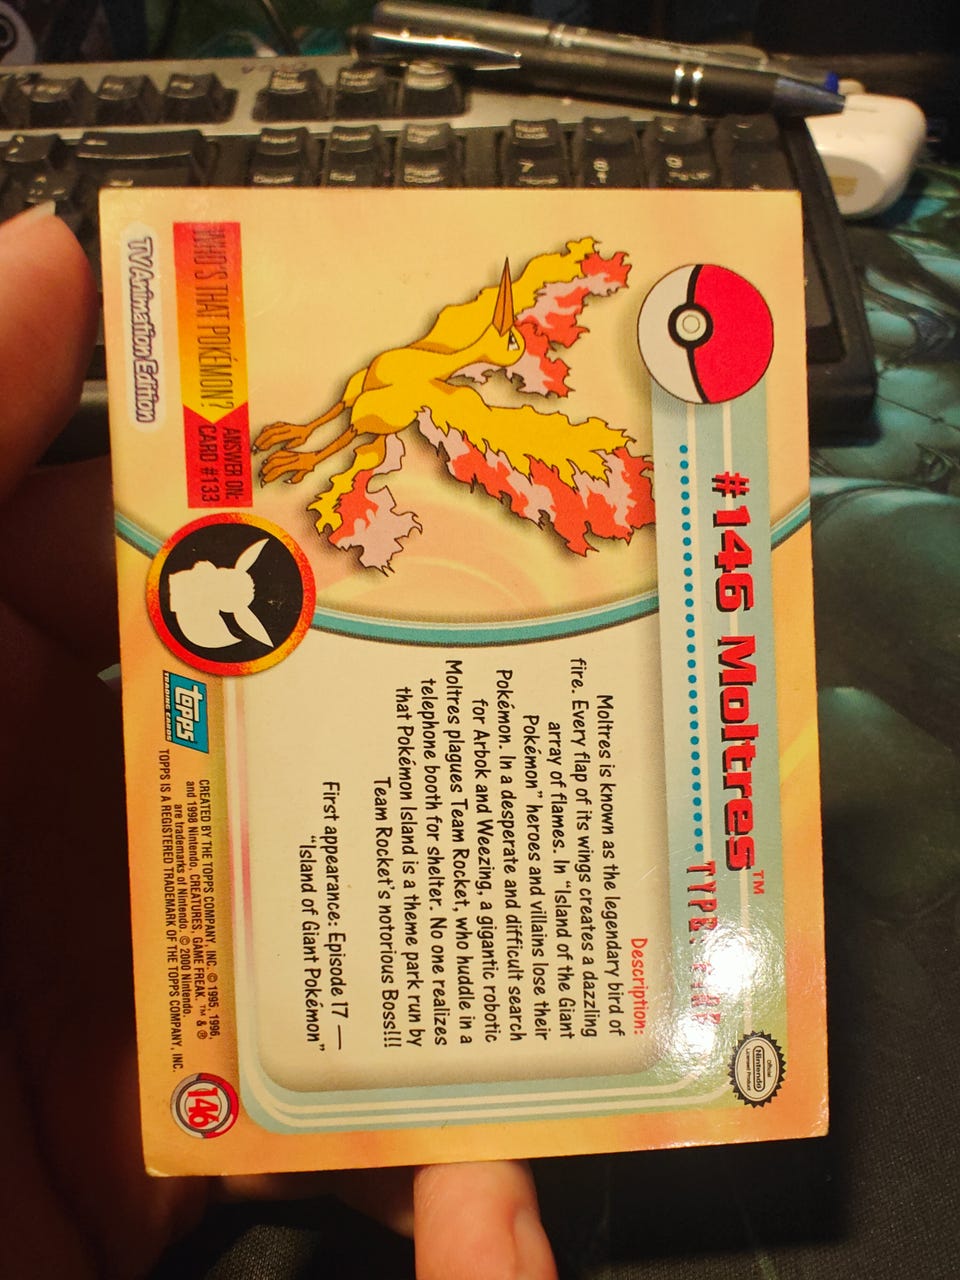 #146 Moltres™
TYPE:
Official
Nintendo
Licensed Product
Description:
Moltres is known as the legendary bird of
fire. Every flap of its wings creates a dazzling
array of flames. In "Island of the Giant
Pokémon" heroes and villains lose their
Pokémon. In a desperate and difficult search
for Arbok and Weezing, a gigantic robotic
Moltres plagues Team Rocket, who huddle in a
telephone booth for shelter. No one realizes
that Pokémon Island is a theme park run by
Team Rocket's notorious Boss!!!
First appearance: Episode 17 —
"Island of Giant Pokémon"
WHO'S THAT POKÉMON?
ANSWER ON:
CARD #133
TV Animation Edition
topps
TRADING CARDS
CREATED BY THE TOPPS COMPANY, INC. © 1995, 1996,
and 1998 Nintendo, CREATURES, GAME FREAK. ™ & ®
are trademarks of Nintendo. © 2000 Nintendo.
TOPPS IS A REGISTERED TRADEMARK OF THE TOPPS COMPANY, INC.
146